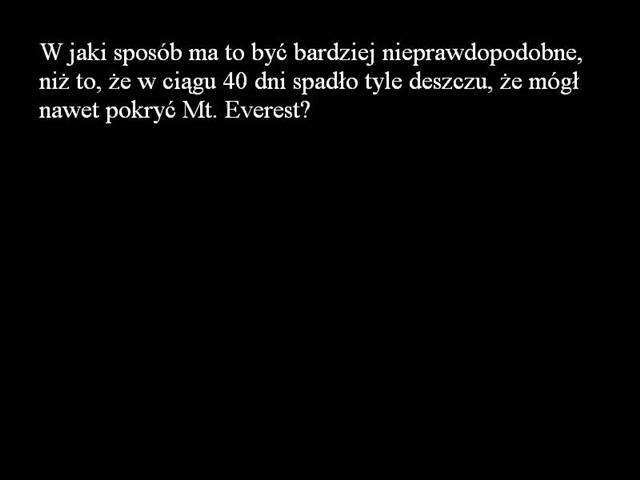 W jaki sposób ma to być bardziej nieprawdopodobne,
niż to, że w ciągu 40 dni spadło tyle deszczu, że mógł
nawet pokryć Mt. Everest?